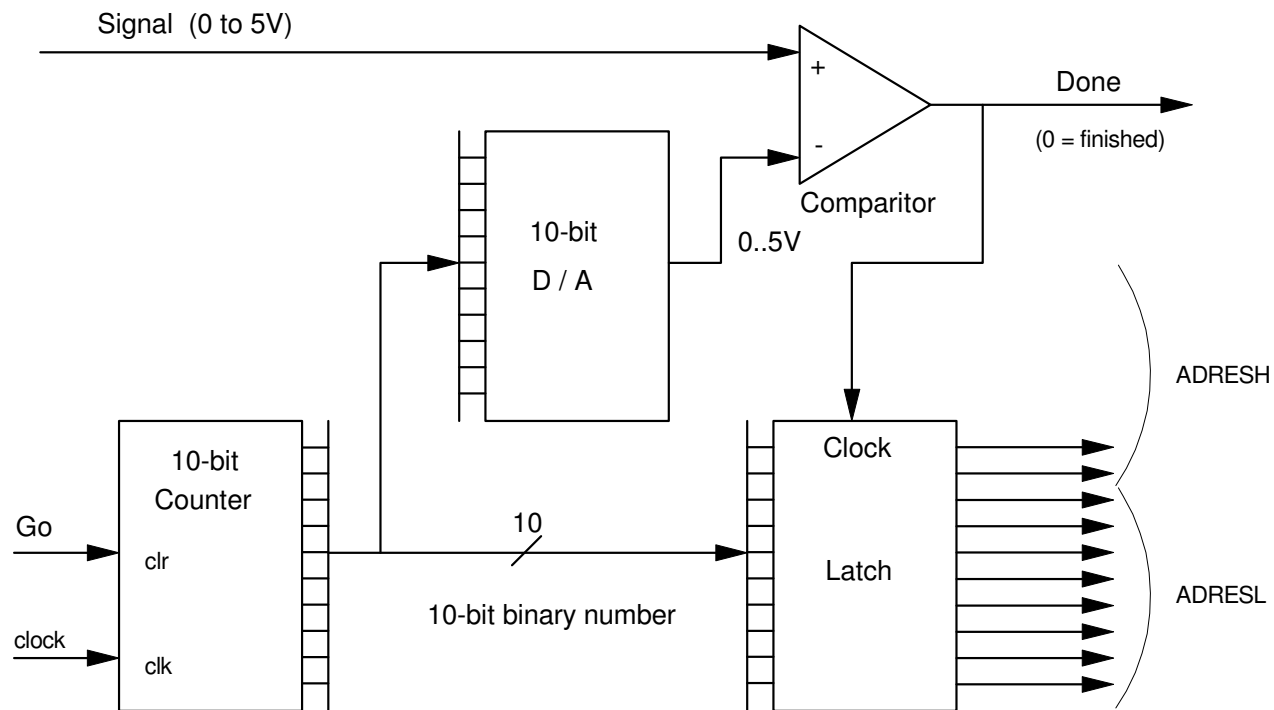 Signal (0 to 5V)
+
-
Done
(0 = finished)
Comparitor
10-bit
D / A
0..5V
ADRESH
10-bit
Counter
Clock
Go
clr
10
Latch
ADRESL
10-bit binary number
clock
clk